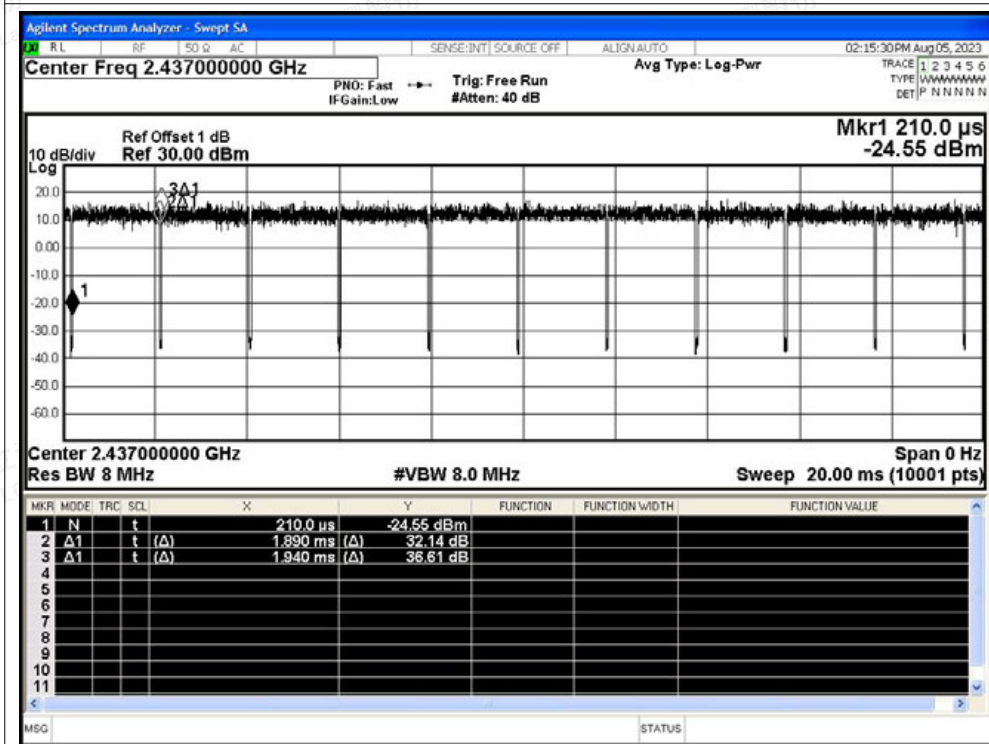 Agilent Spectrum Analyzer - Swept SA
RL RF 50 Ω AC SENSE:INT SOURCE OFF ALIGN AUTO 02:15:30 PM Aug 05, 2023
Center Freq 2.437000000 GHz Avg Type: Log-Pwr TRACE 1 2 3 4 5 6
PNO: Fast Trig: Free Run TYPE WWWWWW
IFGain:Low #Atten: 40 dB DET P N N N N N
Mkr1 210.0 µs
Ref Offset 1 dB
10 dB/div Ref 30.00 dBm -24.55 dBm
Log
20.0
3Δ1
2Δ1
10.0
0.00
-10.0
1
-20.0
-30.0
-40.0
-50.0
-60.0
Center 2.437000000 GHz Span 0 Hz
Res BW 8 MHz #VBW 8.0 MHz Sweep 20.00 ms (10001 pts)
MKR MODE TRC SCL X Y FUNCTION FUNCTION WIDTH FUNCTION VALUE
1 N t 210.0 µs -24.55 dBm
2 Δ1 t (Δ) 1.890 ms (Δ) 32.14 dB
3 Δ1 t (Δ) 1.940 ms (Δ) 36.61 dB
4
5
6
7
8
9
10
11
MSG STATUS